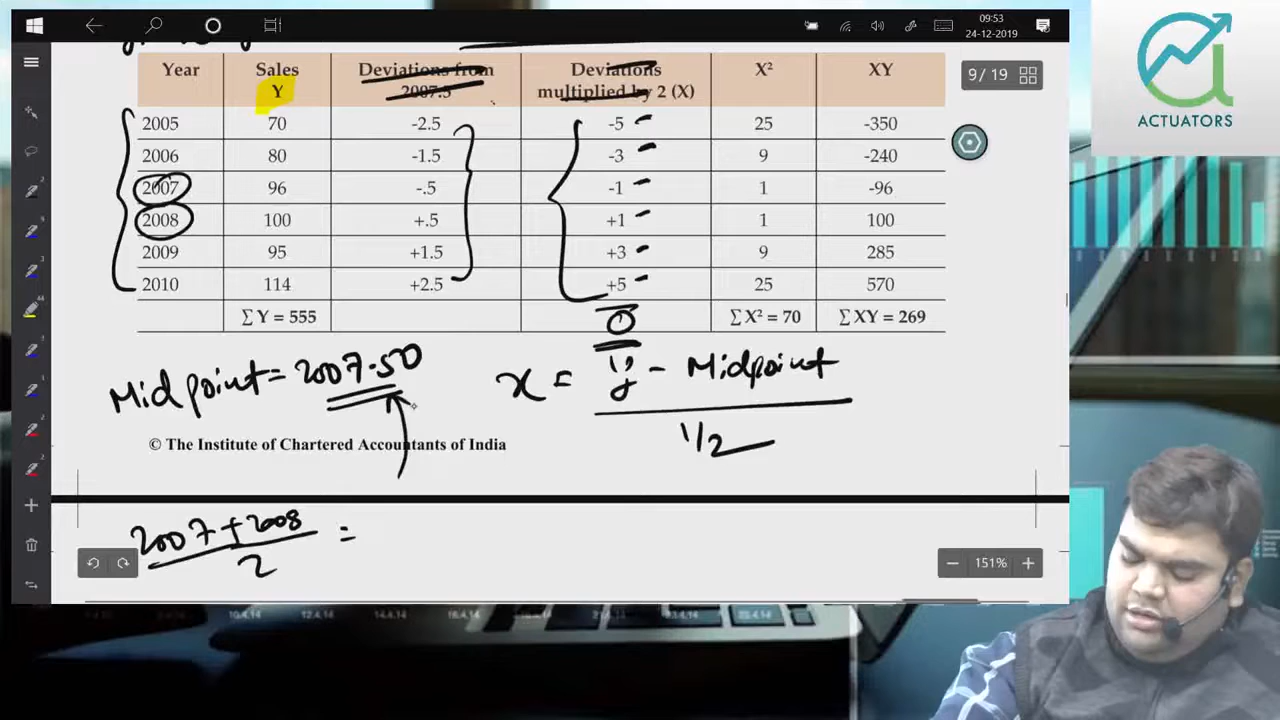 09:53
24-12-2019
Year Sales Y Deviations from 2007.5 Deviations multiplied by 2 (X) X² XY
2005 70 -2.5 -5 25 -350
2006 80 -1.5 -3 9 -240
2007 96 -.5 -1 1 -96
2008 100 +.5 +1 1 100
2009 95 +1.5 +3 9 285
2010 114 +2.5 +5 25 570
∑ Y = 555 0 ∑ X² = 70 ∑ XY = 269
Midpoint = 2007.50
x = y - Midpoint
1/2
© The Institute of Chartered Accountants of India
2007 + 2008 =
2
9 / 19
151%
ACTUATORS